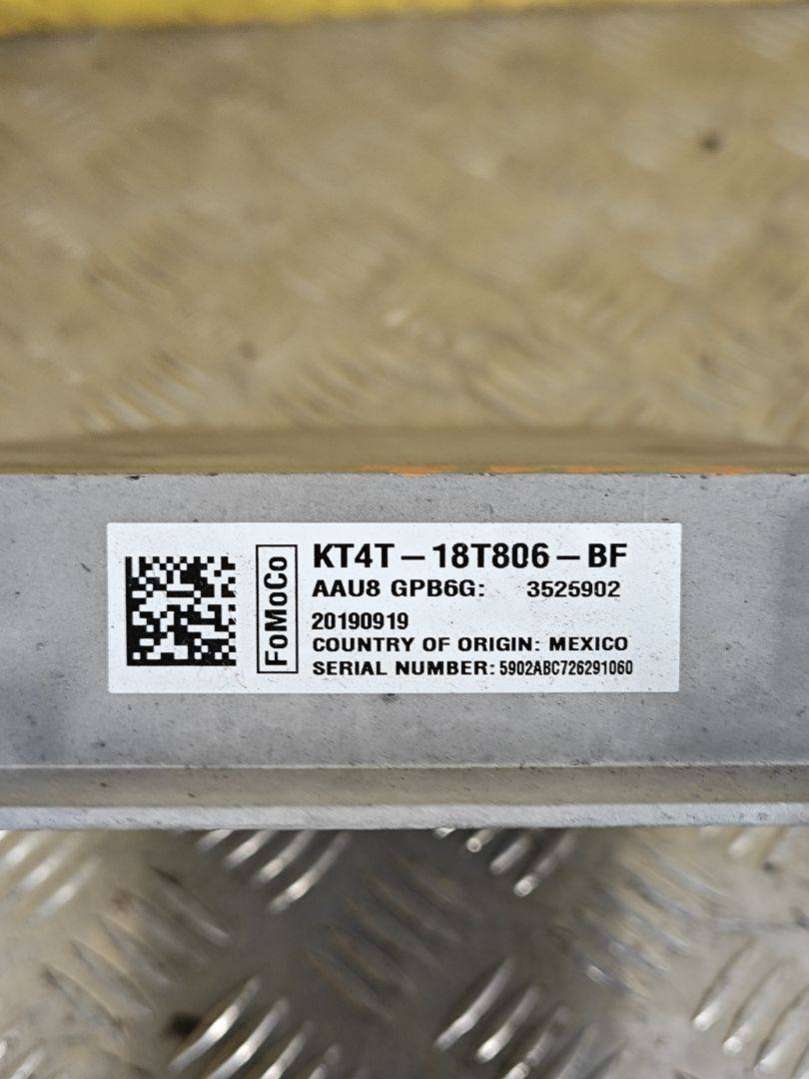 FoMoCo
KT4T-18T806-BF
AAU8 GPB6G: 3525902
20190919
COUNTRY OF ORIGIN: MEXICO
SERIAL NUMBER: 5902ABC726291060